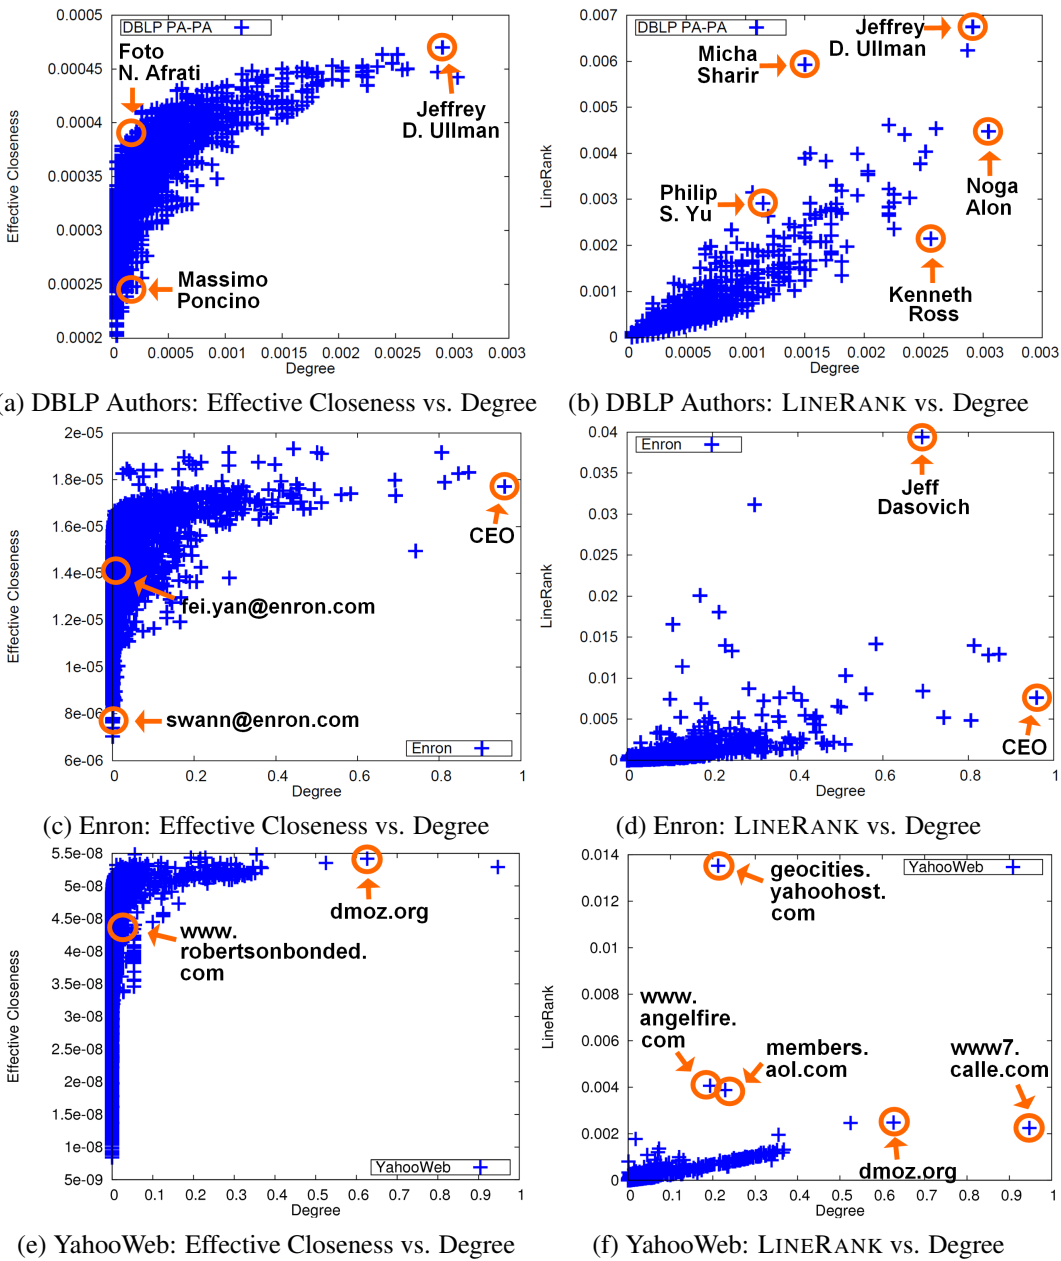 0.0005
DBLP PA-PA
Foto
N. Afrati
0.00045
Jeffrey
D. Ullman
0.0004
0.00035
0.0003
0.00025
0.0002
Massimo
Poncino
Effective Closeness
0 0.0005 0.001 0.0015 0.002 0.0025 0.003 0.003
Degree
(a) DBLP Authors: Effective Closeness vs. Degree
0.007
DBLP PA-PA
Jeffrey
D. Ullman
Micha
Sharir
0.006
0.005
0.004
0.003
0.002
0.001
0
Philip
S. Yu
Noga
Alon
Kenneth
Ross
LineRank
0 0.0005 0.001 0.0015 0.002 0.0025 0.003 0.003
Degree
(b) DBLP Authors: LINERANK vs. Degree
2e-05
1.8e-05
1.6e-05
1.4e-05
1.2e-05
1e-05
8e-06
6e-06
CEO
fei.yan@enron.com
swann@enron.com
Enron
Effective Closeness
0 0.2 0.4 0.6 0.8 1
Degree
(c) Enron: Effective Closeness vs. Degree
0.04
Enron
0.035
0.03
0.025
0.02
0.015
0.01
0.005
0
Jeff
Dasovich
CEO
LineRank
0 0.2 0.4 0.6 0.8 1
Degree
(d) Enron: LINERANK vs. Degree
5.5e-08
5e-08
4.5e-08
4e-08
3.5e-08
3e-08
2.5e-08
2e-08
1.5e-08
1e-08
5e-09
dmoz.org
www.
robertsonbonded.
com
YahooWeb
Effective Closeness
0 0.1 0.2 0.3 0.4 0.5 0.6 0.7 0.8 0.9 1
Degree
(e) YahooWeb: Effective Closeness vs. Degree
0.014
YahooWeb
geocities.
yahoohost.
com
0.012
0.01
0.008
0.006
0.004
0.002
0
www.
angelfire.
com
members.
aol.com
www7.
calle.com
dmoz.org
LineRank
0 0.1 0.2 0.3 0.4 0.5 0.6 0.7 0.8 0.9 1
Degree
(f) YahooWeb: LINERANK vs. Degree